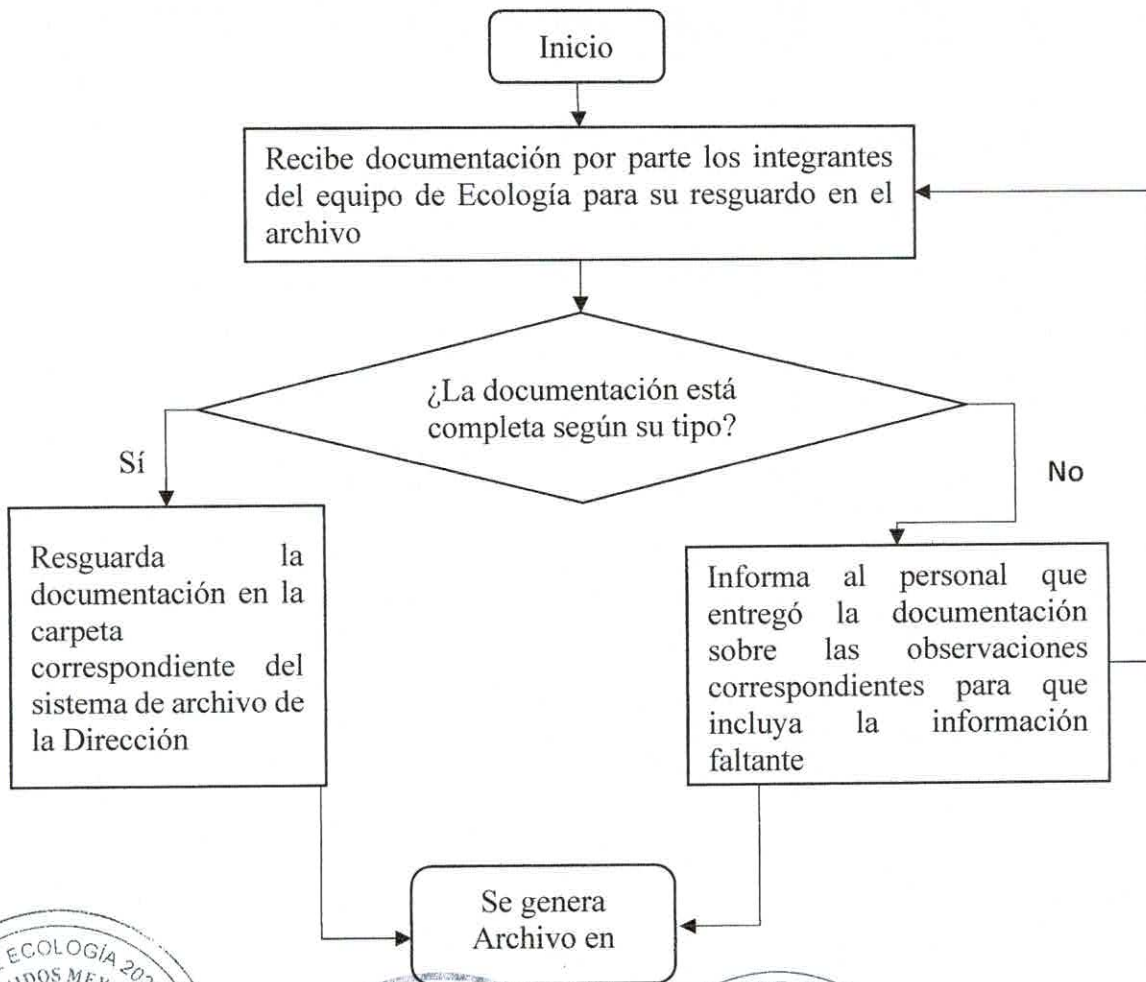 Inicio
Recibe documentación por parte los integrantes
del equipo de Ecología para su resguardo en el
archivo
¿La documentación está
completa según su tipo?
Sí
No
Resguarda la
documentación en la
carpeta
correspondiente del
sistema de archivo de
la Dirección
Informa al personal que
entregó la documentación
sobre las observaciones
correspondientes para que
incluya la información
faltante
Se genera
Archivo en
ECOLOGÍA